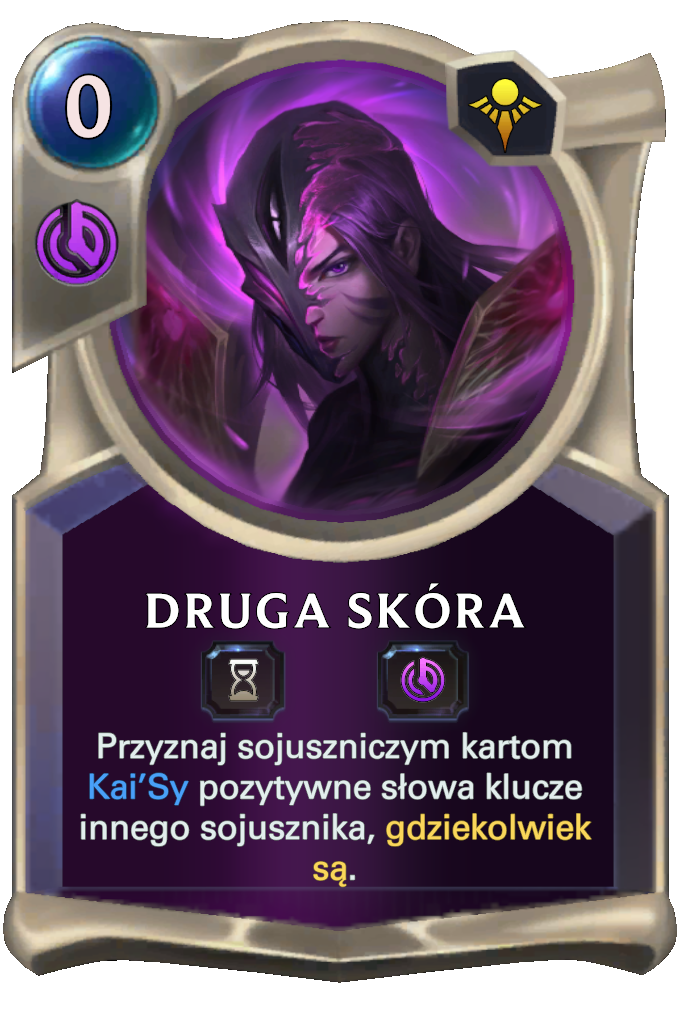 0
DRUGA SKÓRA
Przyznaj sojuszniczym kartom
Kai’Sy pozytywne słowa klucze
innego sojusznika, gdziekolwiek
są.